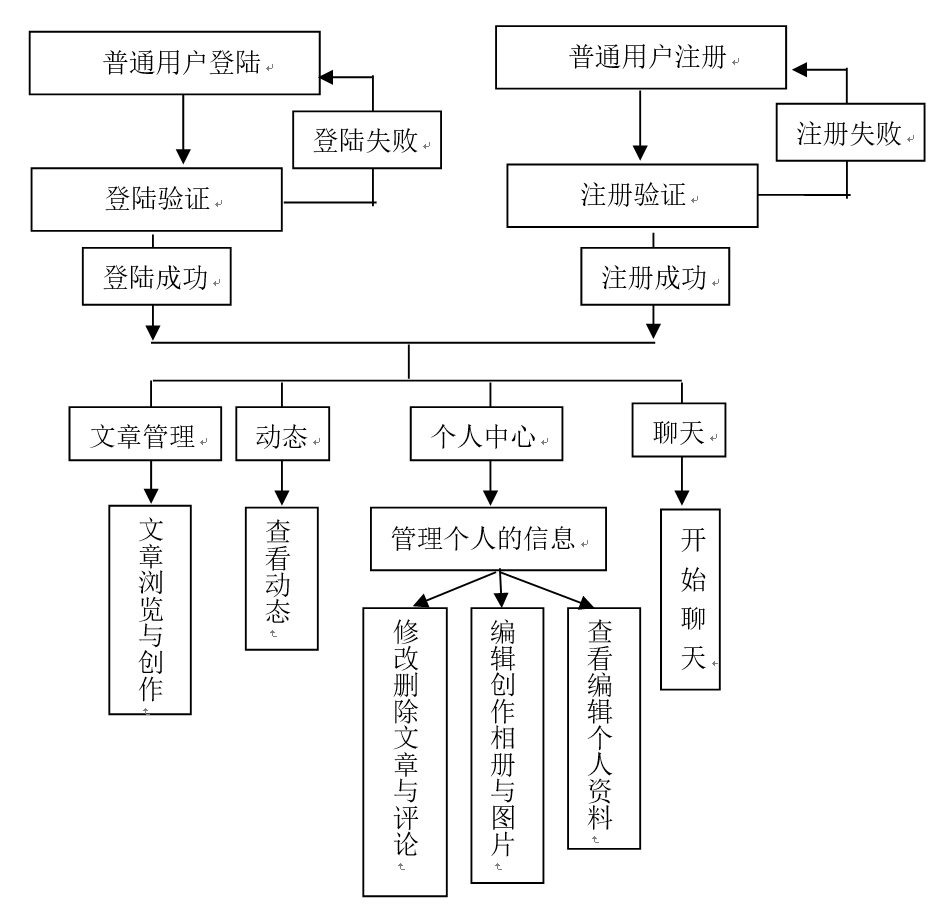 普通用户登陆
普通用户注册
登陆失败
注册失败
登陆验证
注册验证
登陆成功
注册成功
文章管理
动态
个人中心
聊天
文章浏览与创作
查看动态
管理个人的信息
开始聊天
修改删除文章与评论
编辑创作相册与图片
查看编辑个人资料